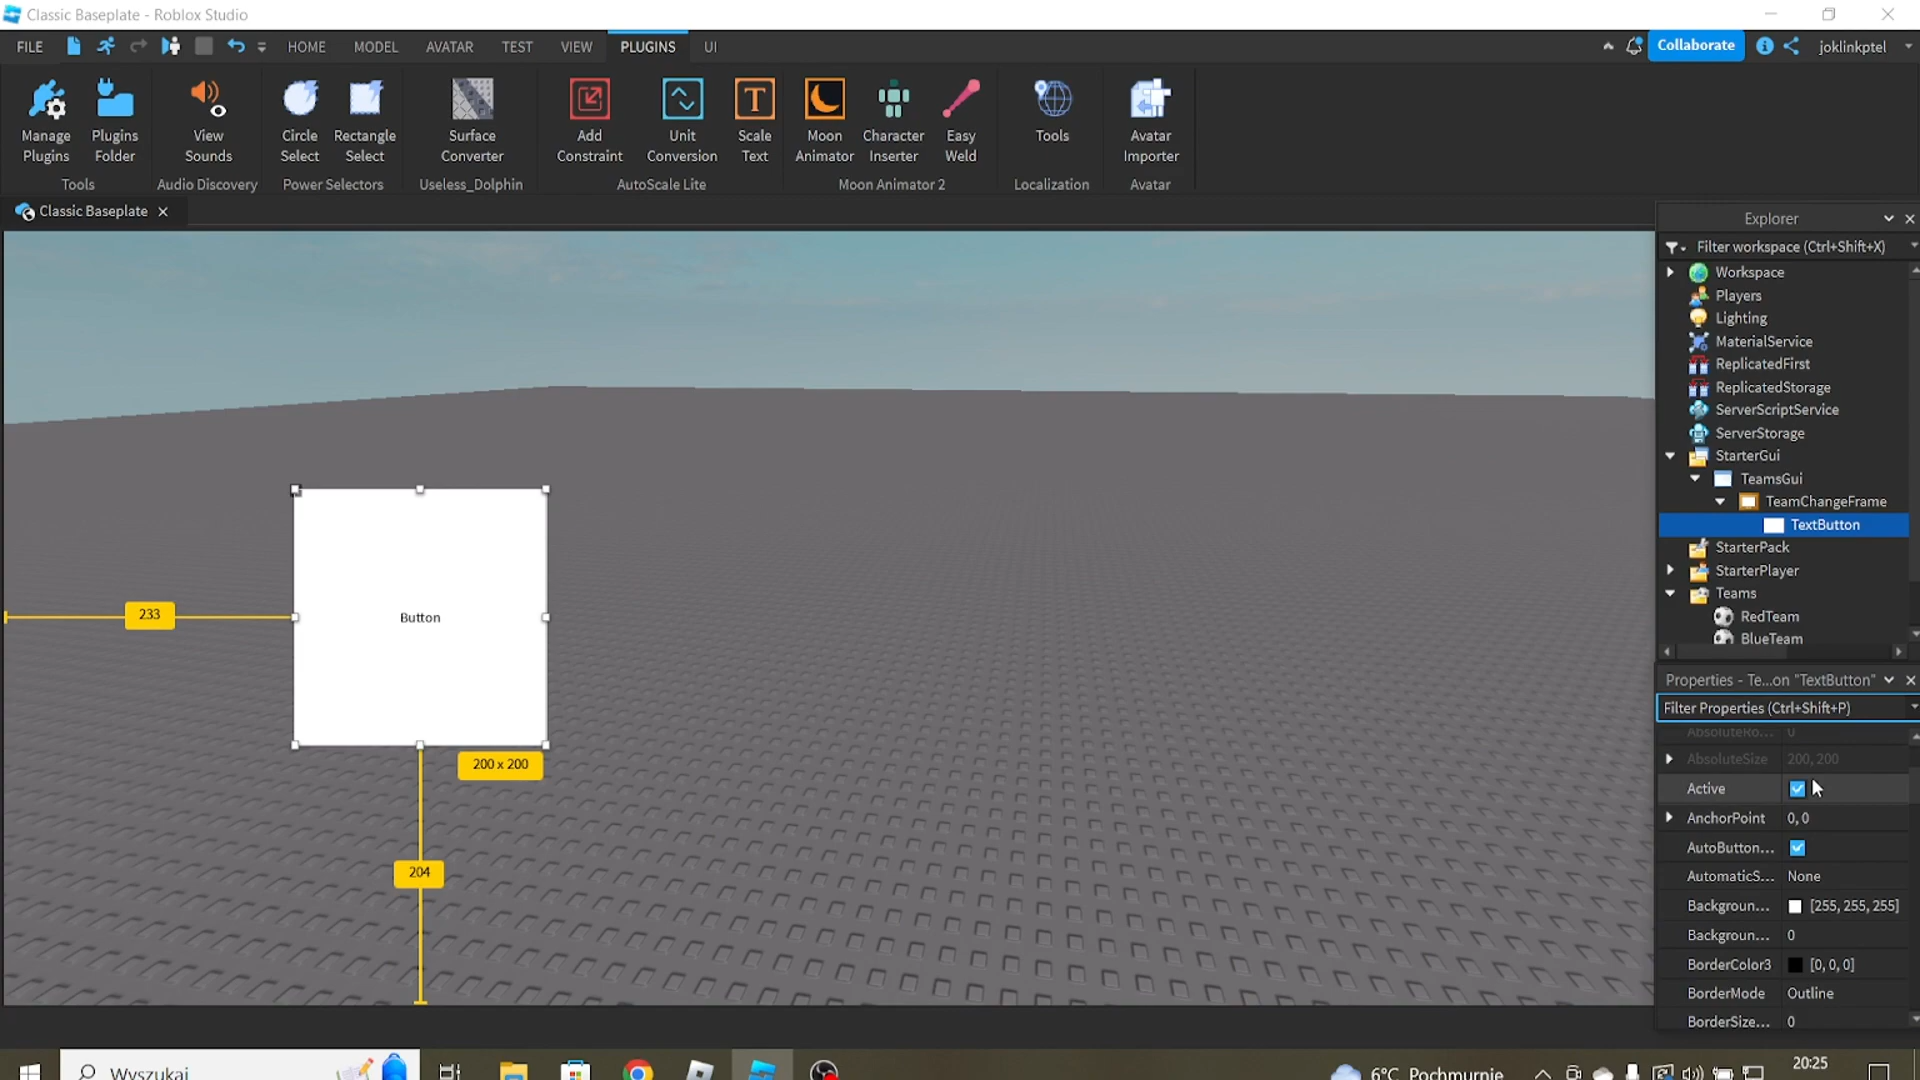 Classic Baseplate - Roblox Studio
FILE HOME MODEL AVATAR TEST VIEW PLUGINS UI Collaborate joklinkptel
Manage Plugins
Plugins Folder
View Sounds
Circle Select
Rectangle Select
Surface Converter
Add Constraint
Unit Conversion
Scale Text
Moon Animator
Character Inserter
Easy Weld
Tools
Avatar Importer
Tools Audio Discovery Power Selectors Useless_Dolphin AutoScale Lite Moon Animator 2 Localization Avatar
Classic Baseplate
Explorer
Filter workspace (Ctrl+Shift+X)
Workspace
Players
Lighting
MaterialService
ReplicatedFirst
ReplicatedStorage
ServerScriptService
ServerStorage
StarterGui
TeamsGui
TeamChangeFrame
TextButton
StarterPack
StarterPlayer
Teams
RedTeam
BlueTeam
233
Button
200 x 200
204
Properties - Te...on "TextButton"
Filter Properties (Ctrl+Shift+P)
AbsoluteRo... 0
AbsoluteSize 200, 200
Active
AnchorPoint 0, 0
AutoButton...
AutomaticS... None
Backgroun... [255, 255, 255]
Backgroun... 0
BorderColor3 [0, 0, 0]
BorderMode Outline
BorderSize... 0
Wyszukaj
6°C Pochmurnie
20:25